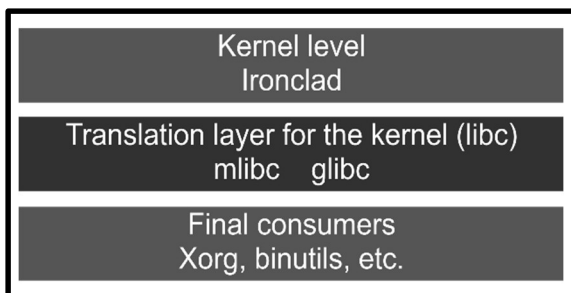 Kernel level
Ironclad
Translation layer for the kernel (libc)
mlibc glibc
Final consumers
Xorg, binutils, etc.